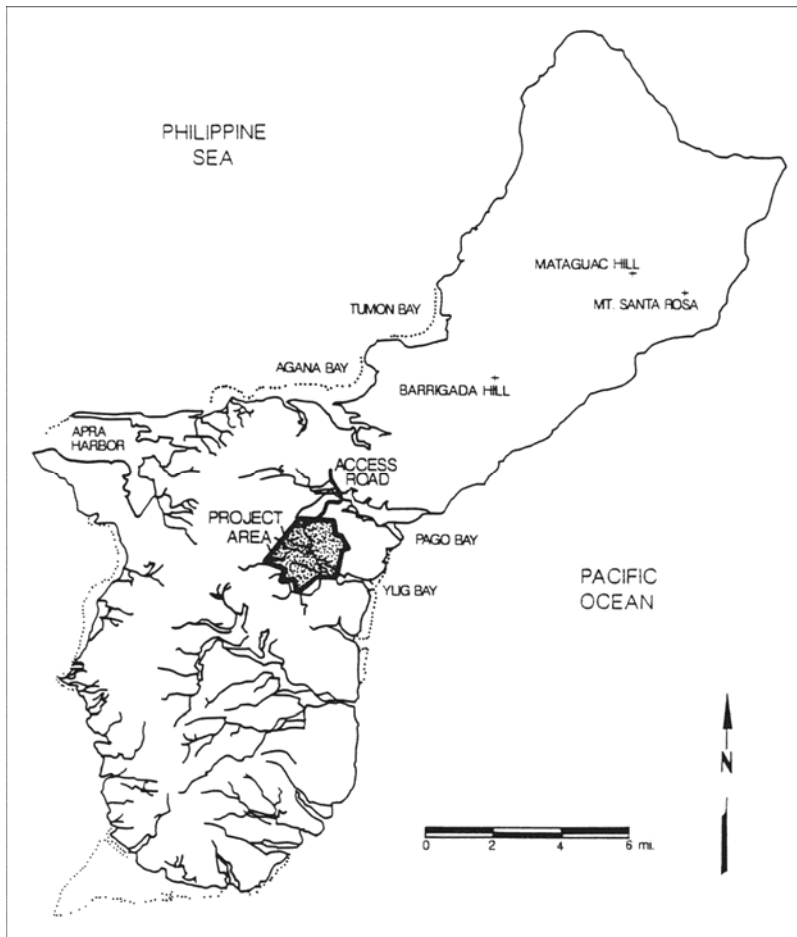 PHILIPPINE
SEA
MATAGUAC HILL
MT. SANTA ROSA
TUMON BAY
AGANA BAY
BARRIGADA HILL
APRA
HARBOR
ACCESS
ROAD
PROJECT
AREA
PAGO BAY
YLIG BAY
PACIFIC
OCEAN
N
0 2 4 6 mi.